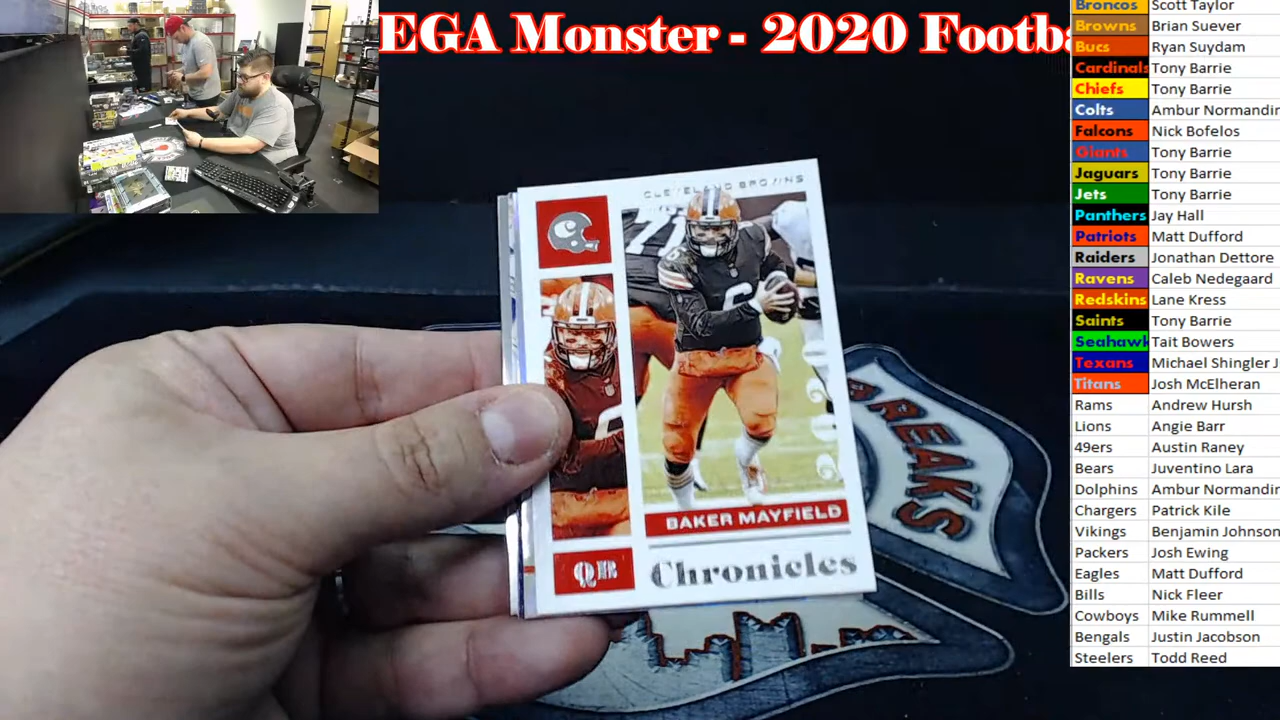 EGA Monster - 2020 Footba
CLEVELAND BROWNS
6
BAKER MAYFIELD
QB
Chronicles
BREAKS
Broncos Scott Taylor
Browns Brian Suever
Bucs Ryan Suydam
Cardinals Tony Barrie
Chiefs Tony Barrie
Colts Ambur Normandin
Falcons Nick Bofelos
Giants Tony Barrie
Jaguars Tony Barrie
Jets Tony Barrie
Panthers Jay Hall
Patriots Matt Dufford
Raiders Jonathan Dettore
Ravens Caleb Nedegaard
Redskins Lane Kress
Saints Tony Barrie
Seahawk Tait Bowers
Texans Michael Shingler J
Titans Josh McElheran
Rams Andrew Hursh
Lions Angie Barr
49ers Austin Raney
Bears Juventino Lara
Dolphins Ambur Normandin
Chargers Patrick Kile
Vikings Benjamin Johnson
Packers Josh Ewing
Eagles Matt Dufford
Bills Nick Fleer
Cowboys Mike Rummell
Bengals Justin Jacobson
Steelers Todd Reed